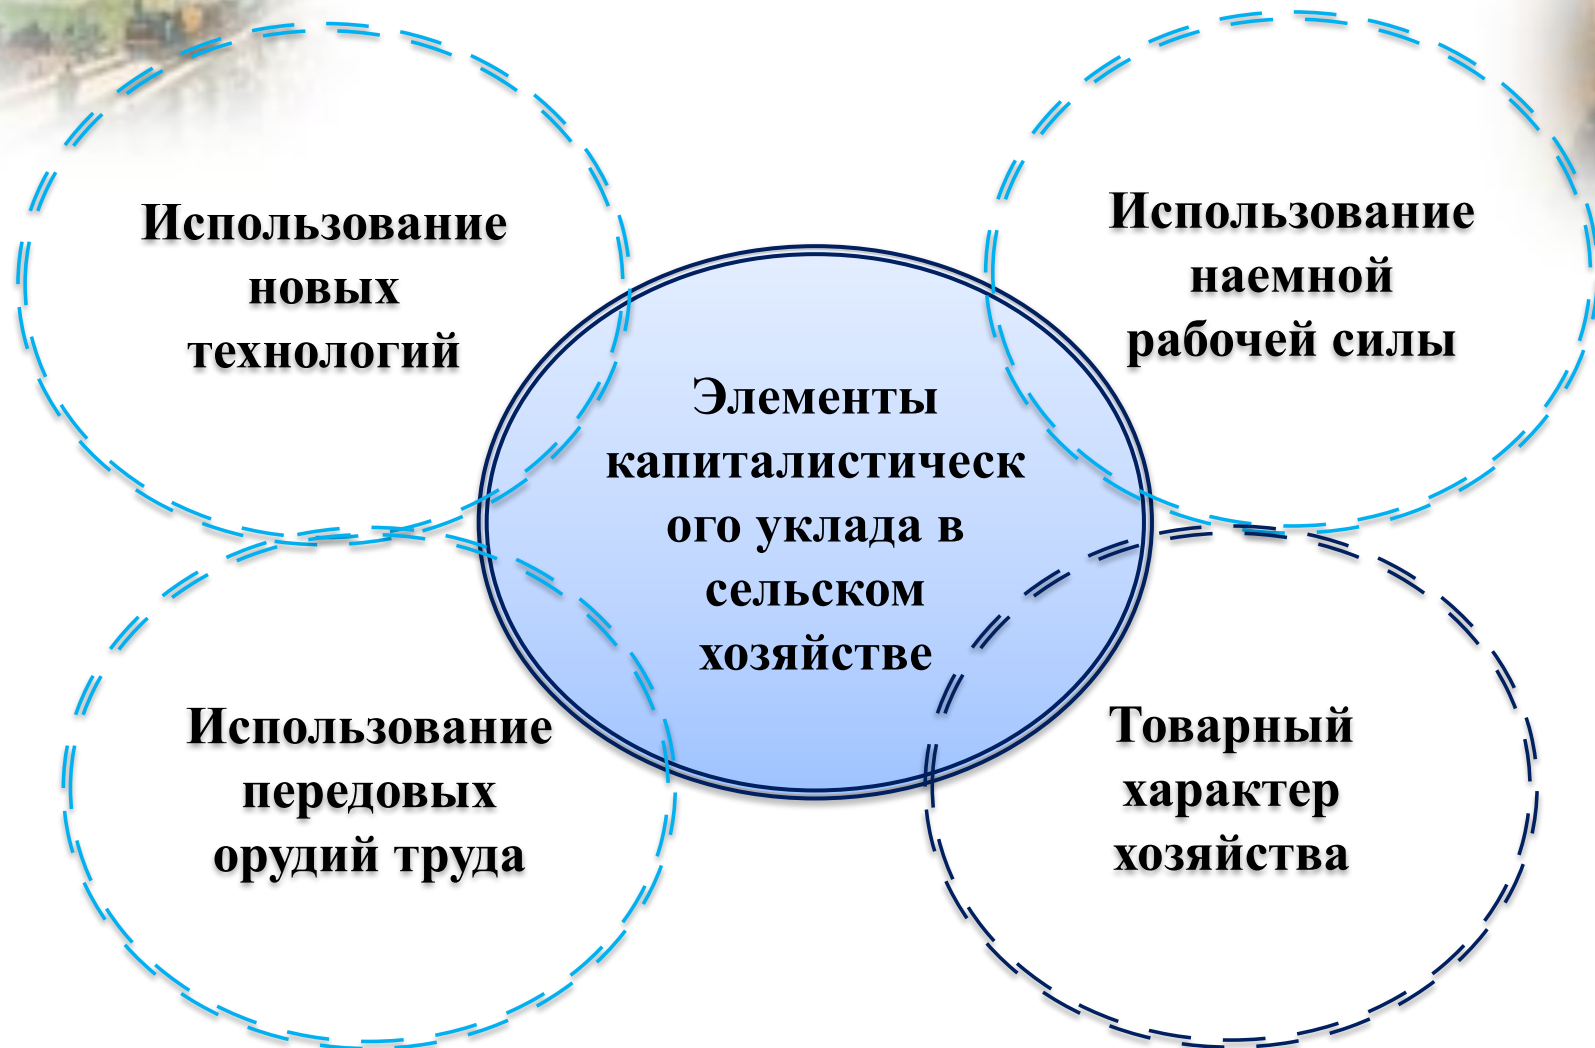 Использование
новых
технологий
Использование
наемной
рабочей силы
Элементы
капиталистическ
ого уклада в
сельском
хозяйстве
Использование
передовых
орудий труда
Товарный
характер
хозяйства